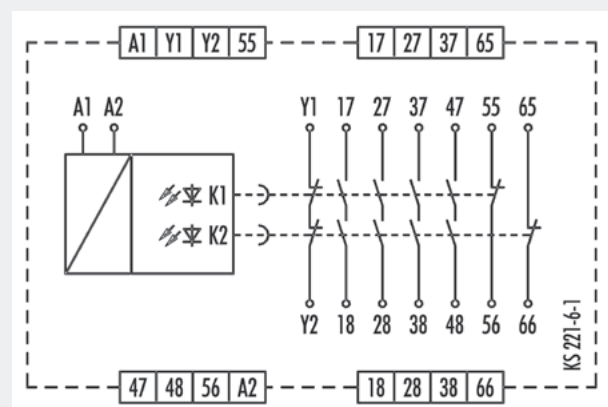 A1 Y1 Y2 55 17 27 37 65
A1 A2 Y1 17 27 37 47 55 65
K1
K2
Y2 18 28 38 48 56 66
KS 221-6-1
47 48 56 A2 18 28 38 66